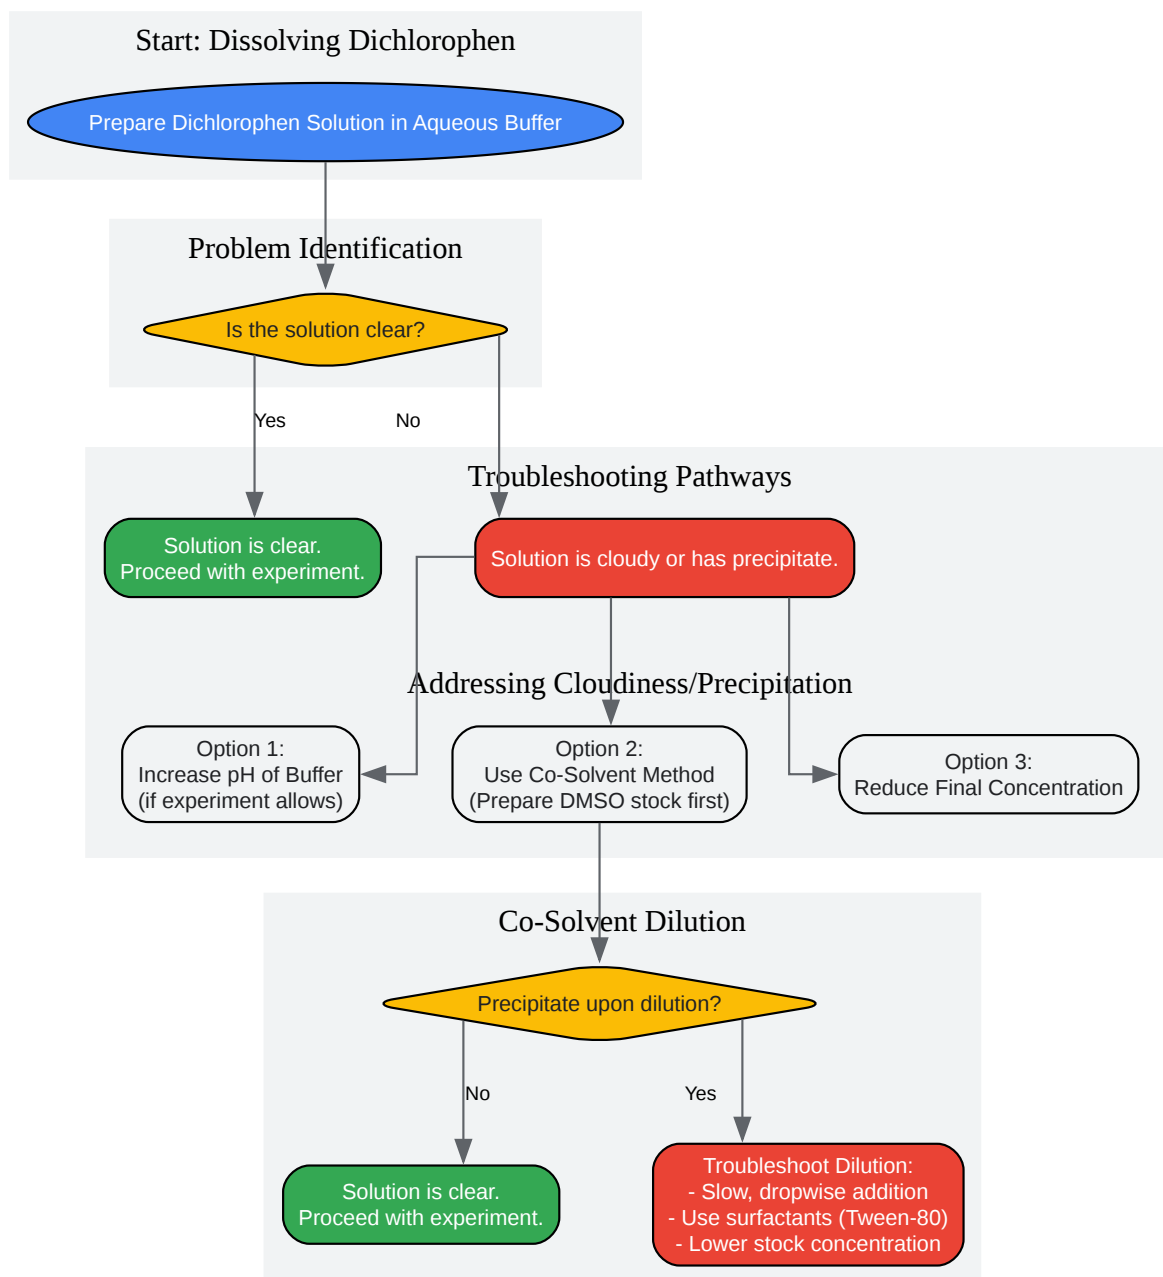 Start: Dissolving Dichlorophen
Prepare Dichlorophen Solution in Aqueous Buffer
Problem Identification
Is the solution clear?
Yes
No
Troubleshooting Pathways
Solution is clear.
Proceed with experiment.
Solution is cloudy or has precipitate.
Addressing Cloudiness/Precipitation
Option 1:
Increase pH of Buffer
(if experiment allows)
Option 2:
Use Co-Solvent Method
(Prepare DMSO stock first)
Option 3:
Reduce Final Concentration
Co-Solvent Dilution
Precipitate upon dilution?
No
Yes
Solution is clear.
Proceed with experiment.
Troubleshoot Dilution:
- Slow, dropwise addition
- Use surfactants (Tween-80)
- Lower stock concentration